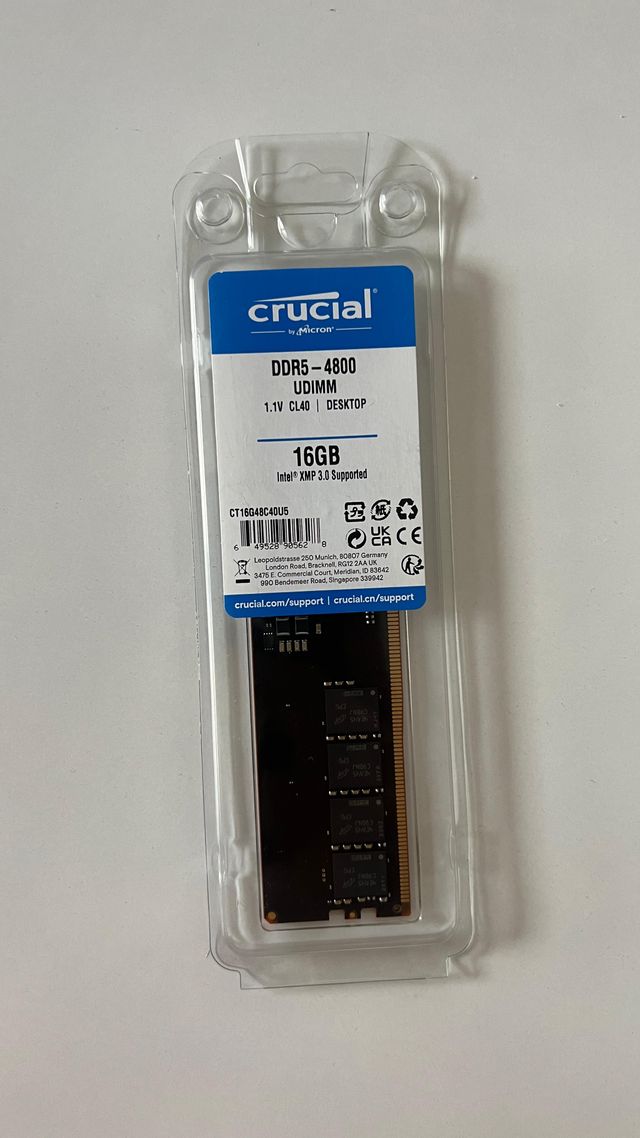 crucial®
by Micron®
DDR5-4800
UDIMM
1.1V CL40 | DESKTOP
16GB
Intel® XMP 3.0 Supported
CT16G48C40U5
UK
CA
CE
6 49528 90562 8
Leopoldstrasse 250 Munich, 80807 Germany
London Road, Bracknell, RG12 2AA UK
3475 E. Commercial Court, Meridian, ID 83642
990 Bendemeer Road, Singapore 339942
crucial.com/support | crucial.cn/support